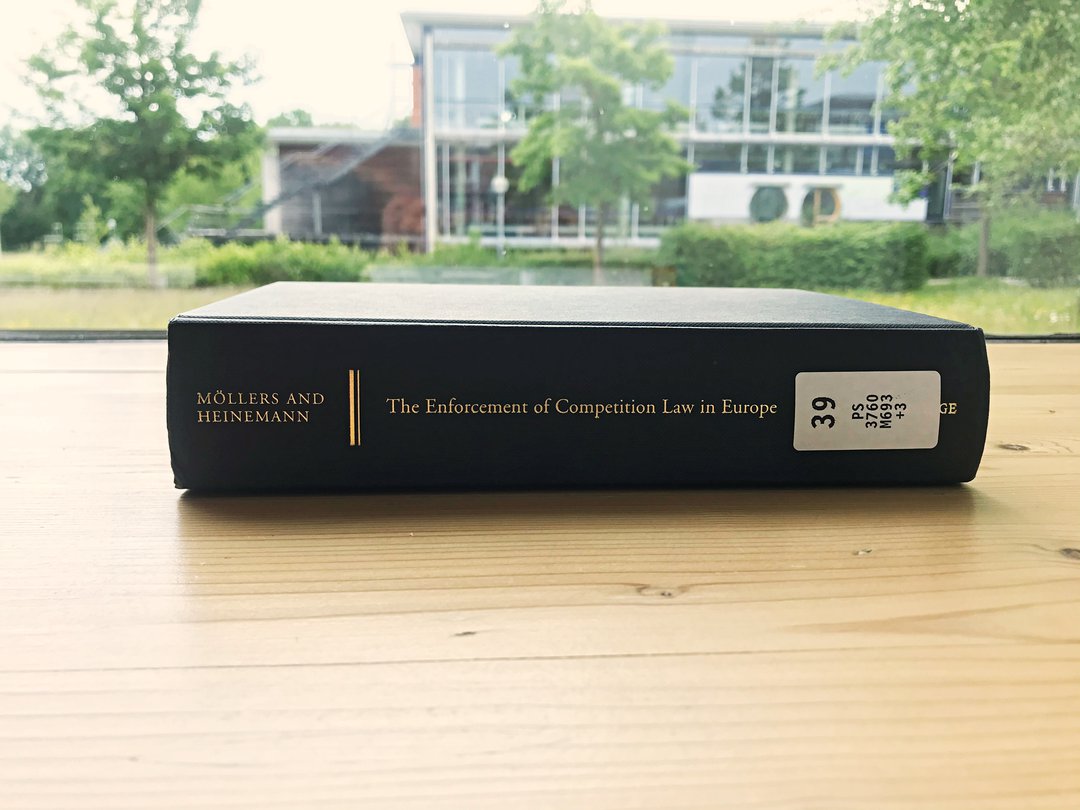 MÖLLERS AND
HEINEMANN
The Enforcement of Competition Law in Europe
39
PS
3760
M693
+3
GE